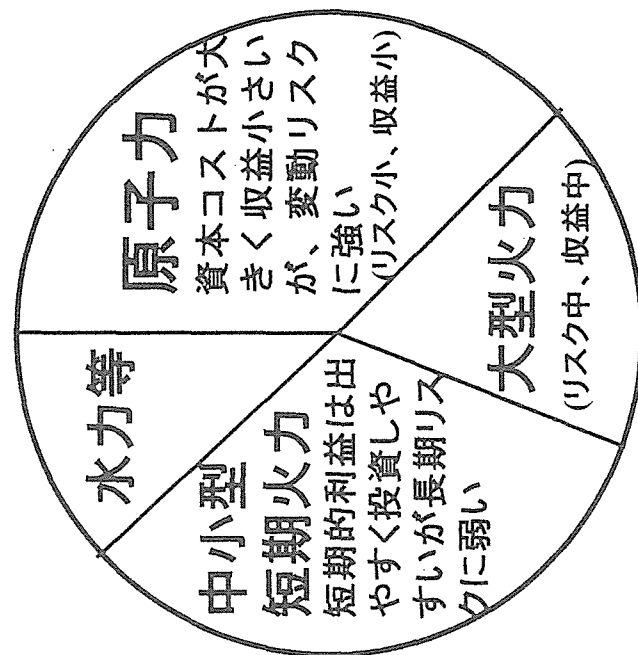 原子力
資本コストが大
きく収益小さい
が、変動リスク
に強い
(リスク小、収益小)
大型火力
(リスク中、収益中)
中小型
短期火力
短期的利益は出
やすく投資しや
すいが長期リス
クに弱い
水力等